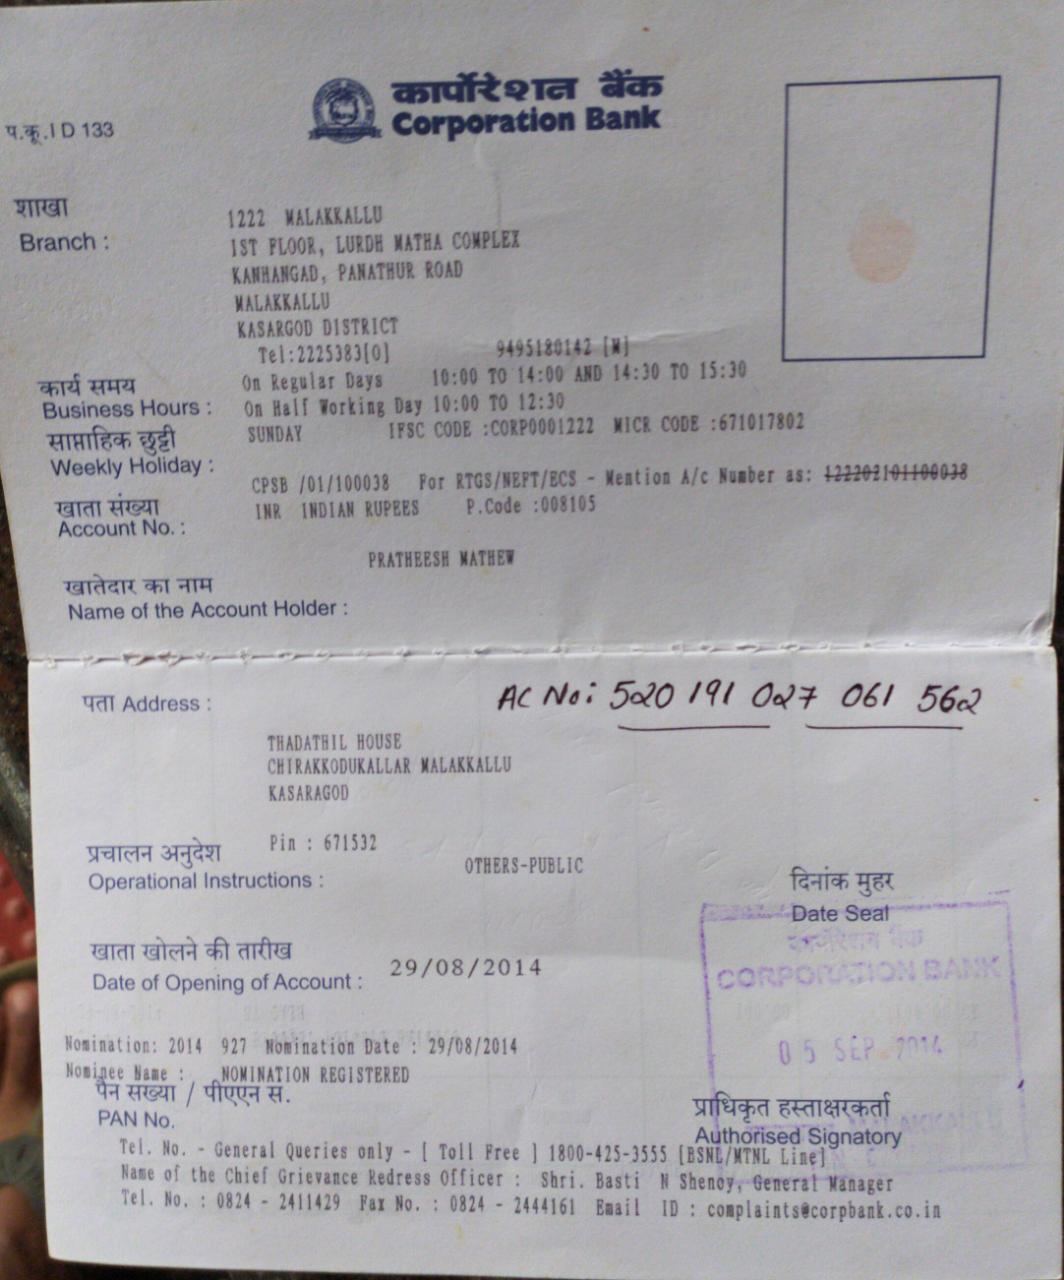 कार्पोरेशन बैंक
Corporation Bank
प.कू.I D 133
शाखा
Branch :
1222 MALAKKALLU
1ST FLOOR, LURDH MATHA COMPLEX
KANHANGAD, PANATHUR ROAD
MALAKKALLU
KASARGOD DISTRICT
Tel:2225383[O] 9495180142 [M]
कार्य समय
Business Hours :
On Regular Days 10:00 TO 14:00 AND 14:30 TO 15:30
On Half Working Day 10:00 TO 12:30
साप्ताहिक छुट्टी
Weekly Holiday :
SUNDAY IFSC CODE :CORP0001222 MICR CODE :671017802
खाता संख्या
Account No. :
CPSB /01/100038 For RTGS/NEFT/ECS - Mention A/c Number as: 122202101100038
INR INDIAN RUPEES P.Code :008105
PRATHEESH MATHEW
खातेदार का नाम
Name of the Account Holder :
AC No: 520 191 027 061 562
पता Address :
THADATHIL HOUSE
CHIRAKKODUKALLAR MALAKKALLU
KASARAGOD
Pin : 671532
प्रचालन अनुदेश
Operational Instructions :
OTHERS-PUBLIC
दिनांक मुहर
Date Seal
कार्पोरेशन बैंक
CORPORATION BANK
05 SEP 2014
खाता खोलने की तारीख
Date of Opening of Account :
29/08/2014
Nomination: 2014 927 Nomination Date : 29/08/2014
Nominee Name : NOMINATION REGISTERED
पैन सख्या / पीएएन स.
PAN No.
प्राधिकृत हस्ताक्षरकर्ता
Authorised Signatory
Tel. No. - General Queries only - [ Toll Free ] 1800-425-3555 [BSNL/MTNL Line]
Name of the Chief Grievance Redress Officer : Shri. Basti N Shenoy, General Manager
Tel. No. : 0824 - 2411429 Fax No. : 0824 - 2444161 Email ID : complaints@corpbank.co.in